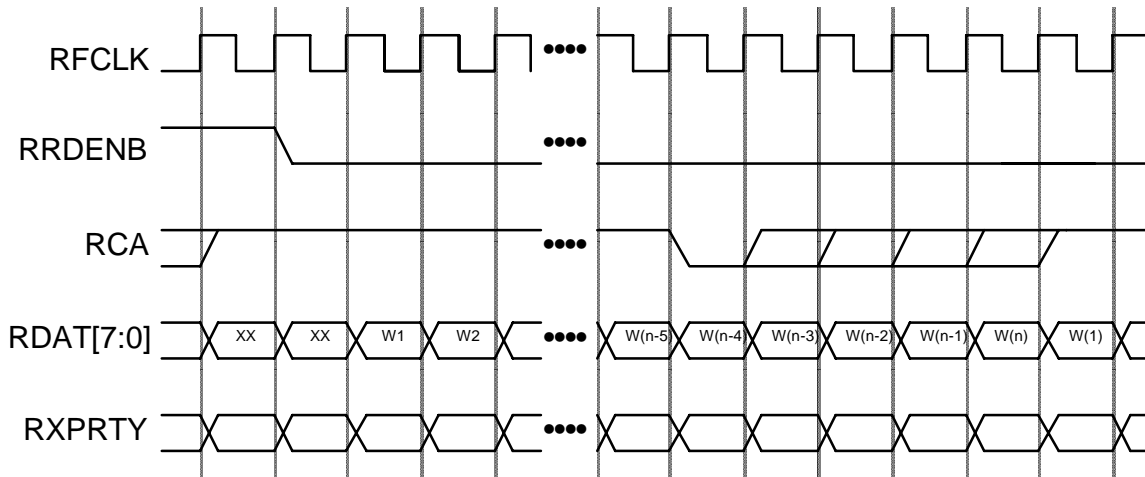 RFCLK
RRDENB
RCA
RDAT[7:0] XX XX W1 W2 W(n-5) W(n-4) W(n-3) W(n-2) W(n-1) W(n) W(1)
RXPRTY